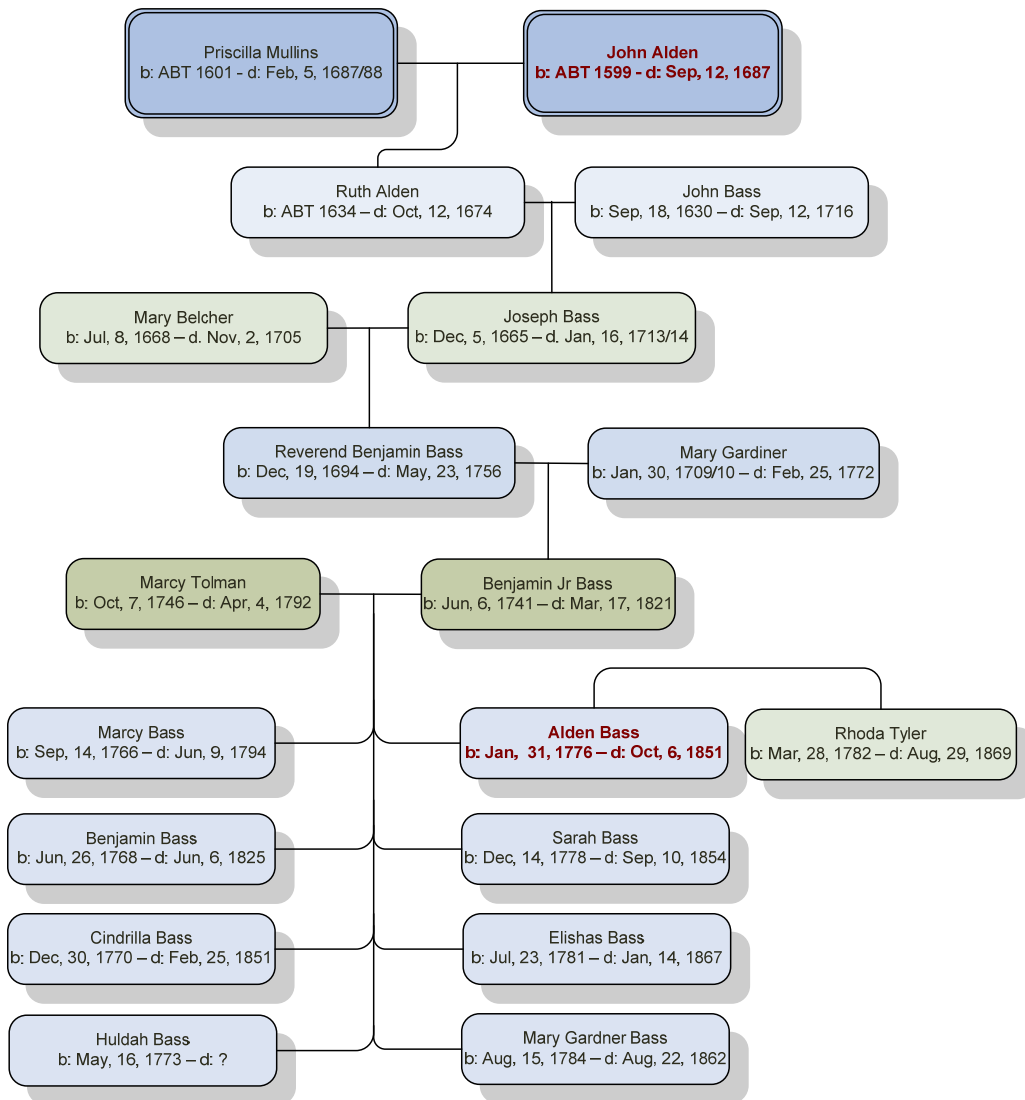 Priscilla Mullins
b: ABT 1601 - d: Feb, 5, 1687/88
John Alden
b: ABT 1599 - d: Sep, 12, 1687
Ruth Alden
b: ABT 1634 – d: Oct, 12, 1674
John Bass
b: Sep, 18, 1630 – d: Sep, 12, 1716
Mary Belcher
b: Jul, 8, 1668 – d. Nov, 2, 1705
Joseph Bass
b: Dec, 5, 1665 – d. Jan, 16, 1713/14
Reverend Benjamin Bass
b: Dec, 19, 1694 – d: May, 23, 1756
Mary Gardiner
b: Jan, 30, 1709/10 – d: Feb, 25, 1772
Marcy Tolman
b: Oct, 7, 1746 – d: Apr, 4, 1792
Benjamin Jr Bass
b: Jun, 6, 1741 – d: Mar, 17, 1821
Marcy Bass
b: Sep, 14, 1766 – d: Jun, 9, 1794
Alden Bass
b: Jan, 31, 1776 – d: Oct, 6, 1851
Rhoda Tyler
b: Mar, 28, 1782 – d: Aug, 29, 1869
Benjamin Bass
b: Jun, 26, 1768 – d: Jun, 6, 1825
Sarah Bass
b: Dec, 14, 1778 – d: Sep, 10, 1854
Cindrilla Bass
b: Dec, 30, 1770 – d: Feb, 25, 1851
Elishas Bass
b: Jul, 23, 1781 – d: Jan, 14, 1867
Huldah Bass
b: May, 16, 1773 – d: ?
Mary Gardner Bass
b: Aug, 15, 1784 – d: Aug, 22, 1862